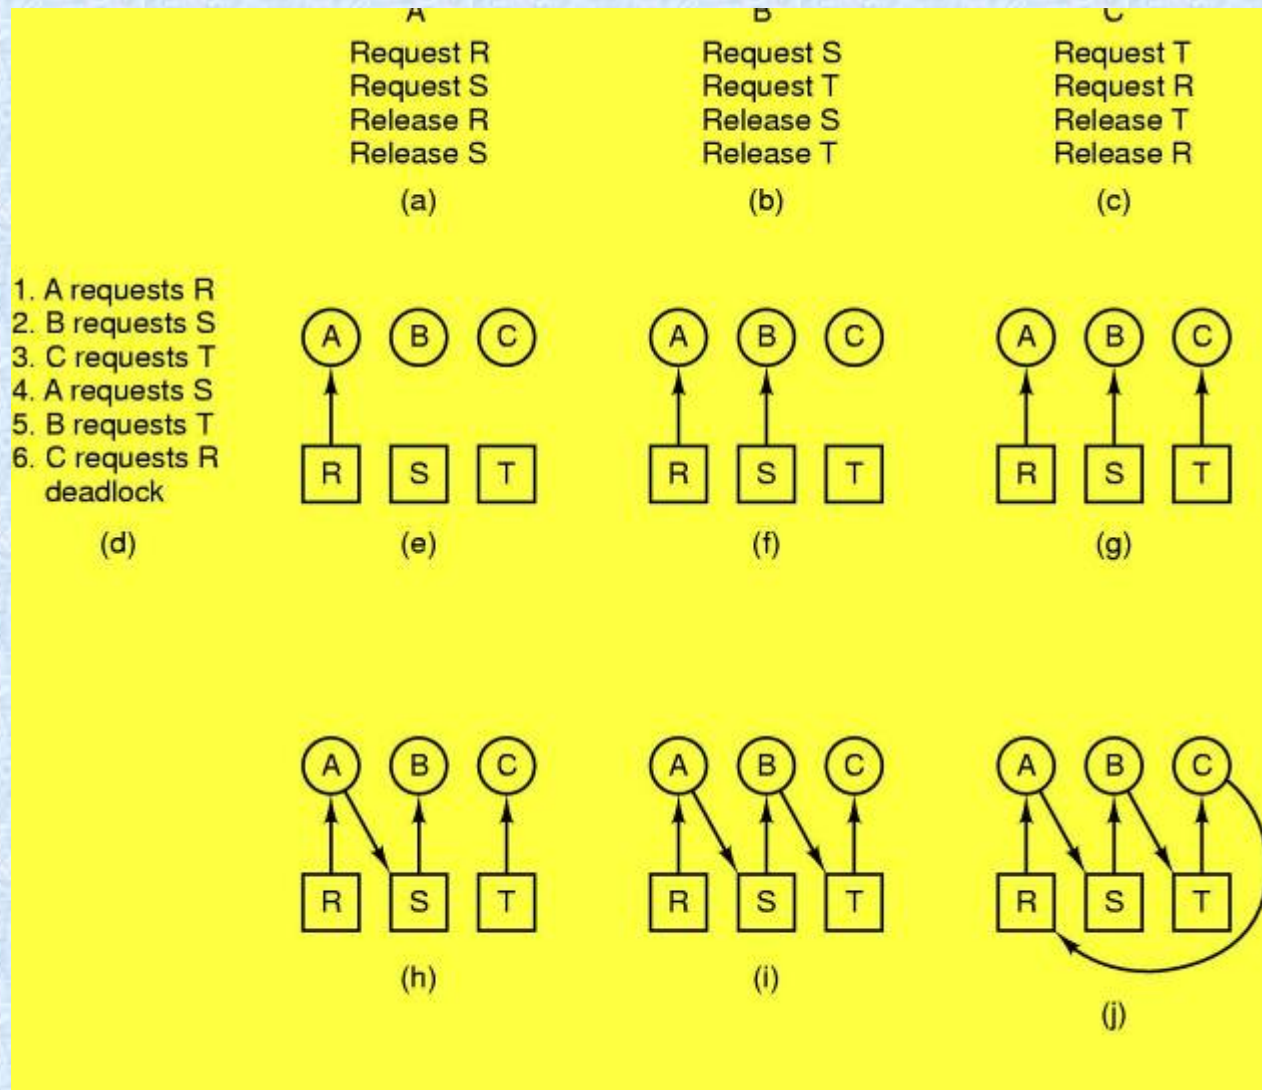 A
Request R
Request S
Release R
Release S
(a)
B
Request S
Request T
Release S
Release T
(b)
C
Request T
Request R
Release T
Release R
(c)
1. A requests R
2. B requests S
3. C requests T
4. A requests S
5. B requests T
6. C requests R
deadlock
(d)
A B C
R S T
(e)
A B C
R S T
(f)
A B C
R S T
(g)
A B C
R S T
(h)
A B C
R S T
(i)
A B C
R S T
(j)